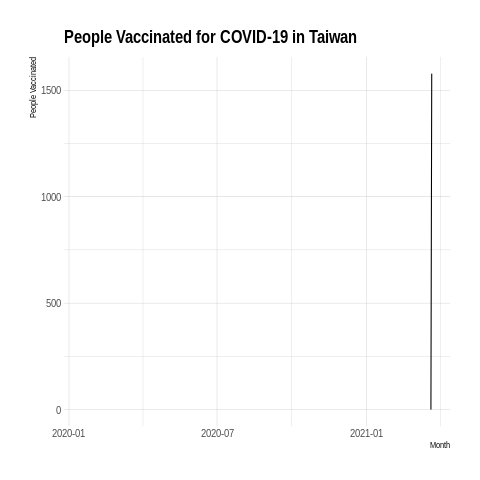 People Vaccinated for COVID-19 in Taiwan
People Vaccinated
1500
1000
500
0
2020-01 2020-07 2021-01
Month